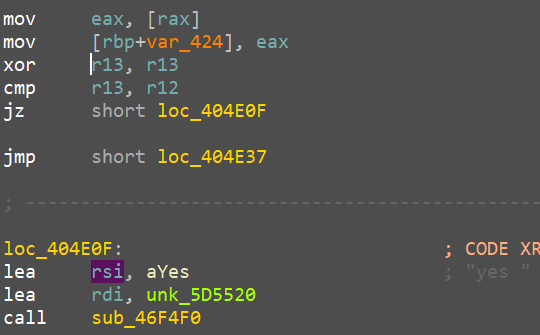 mov eax, [rax]
mov [rbp+var_424], eax
xor r13, r13
cmp r13, r12
jz short loc_404E0F
jmp short loc_404E37
; ---------------------------------------------------------
loc_404E0F: ; CODE XR
lea rsi, aYes ; "yes "
lea rdi, unk_5D5520
call sub_46F4F0